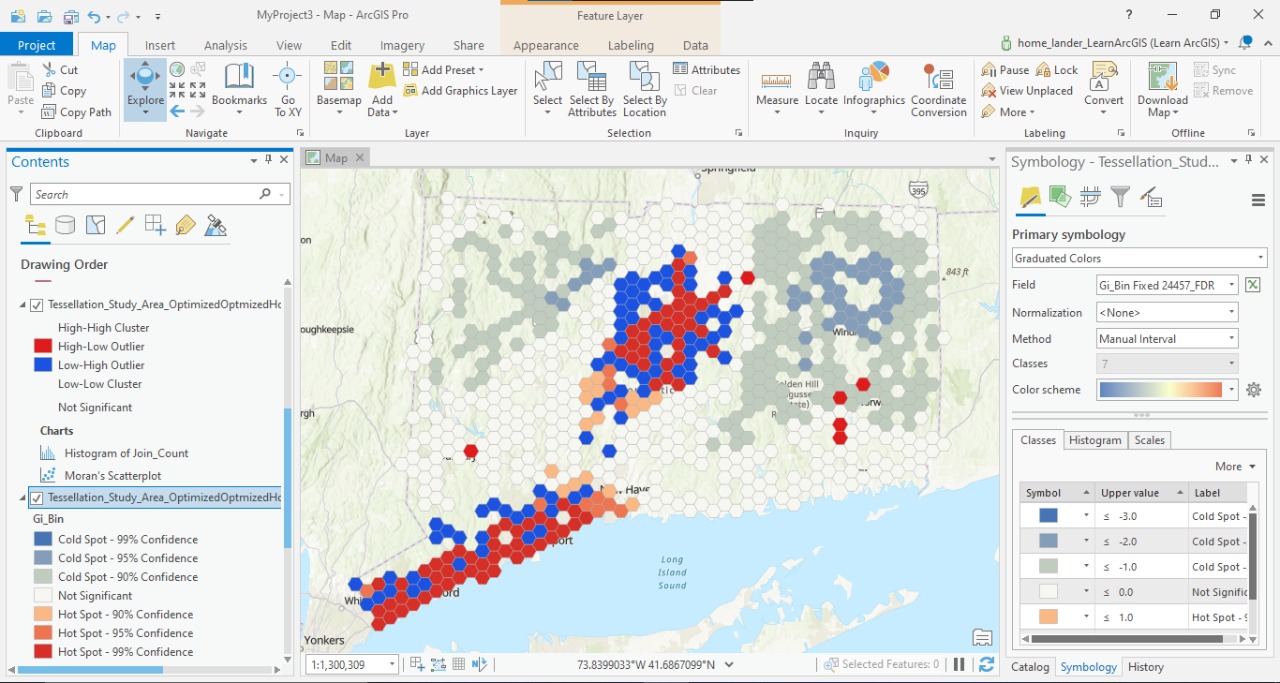 MyProject3 - Map - ArcGIS Pro
Feature Layer
?
Project
Map
Insert
Analysis
View
Edit
Imagery
Share
Appearance
Labeling
Data
home_lander_LearnArcGIS (Learn ArcGIS)
Paste
Cut
Copy
Copy Path
Clipboard
Explore
Bookmarks
Go To XY
Navigate
Basemap
Add Data
Add Preset
Add Graphics Layer
Layer
Select
Select By Attributes
Select By Location
Attributes
Clear
Selection
Measure
Locate
Infographics
Coordinate Conversion
Inquiry
Pause
Lock
View Unplaced
More
Convert
Labeling
Download Map
Sync
Remove
Offline
Contents
Search
Drawing Order
Tessellation_Study_Area_OptimizedOptmizedHo
High-High Cluster
High-Low Outlier
Low-High Outlier
Low-Low Cluster
Not Significant
Charts
Histogram of Join_Count
Moran's Scatterplot
Tessellation_Study_Area_OptimizedOptmizedHo
Gi_Bin
Cold Spot - 99% Confidence
Cold Spot - 95% Confidence
Cold Spot - 90% Confidence
Not Significant
Hot Spot - 90% Confidence
Hot Spot - 95% Confidence
Hot Spot - 99% Confidence
Map
Springfield
395
843 ft
on
oughkeepsie
rgh
Long
Island
Sound
Yonkers
1:1,300,309
73.8399033°W 41.6867099°N
Selected Features: 0
Symbology - Tessellation_Stud...
Primary symbology
Graduated Colors
Field
Gi_Bin Fixed 24457_FDR
Normalization
<None>
Method
Manual Interval
Classes
7
Color scheme
Classes
Histogram
Scales
More
Symbol
Upper value
Label
≤ -3.0
Cold Spot -
≤ -2.0
Cold Spot -
≤ -1.0
Cold Spot -
≤ 0.0
Not Signific
≤ 1.0
Hot Spot - 9
Catalog
Symbology
History